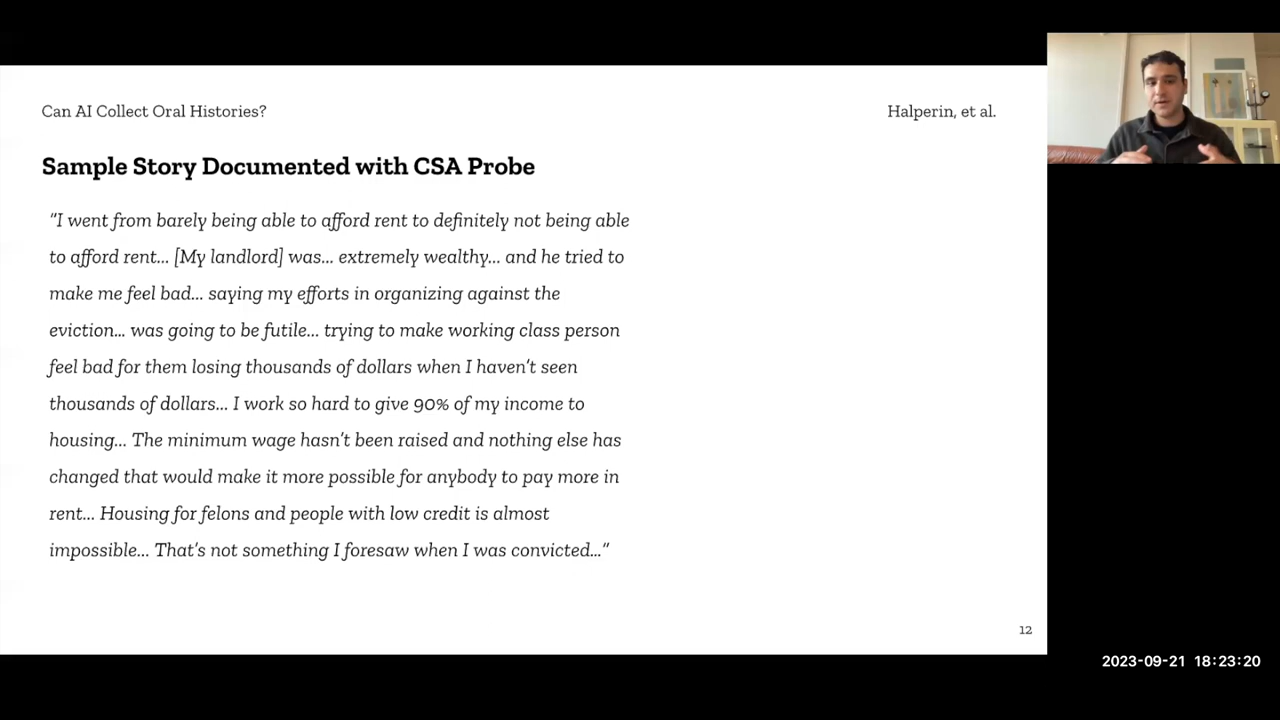 Can AI Collect Oral Histories?
Halperin, et al.
Sample Story Documented with CSA Probe
“I went from barely being able to afford rent to definitely not being able
to afford rent... [My landlord] was... extremely wealthy... and he tried to
make me feel bad... saying my efforts in organizing against the
eviction... was going to be futile... trying to make working class person
feel bad for them losing thousands of dollars when I haven’t seen
thousands of dollars... I work so hard to give 90% of my income to
housing... The minimum wage hasn’t been raised and nothing else has
changed that would make it more possible for anybody to pay more in
rent... Housing for felons and people with low credit is almost
impossible... That’s not something I foresaw when I was convicted...”
12
2023-09-21 18:23:20